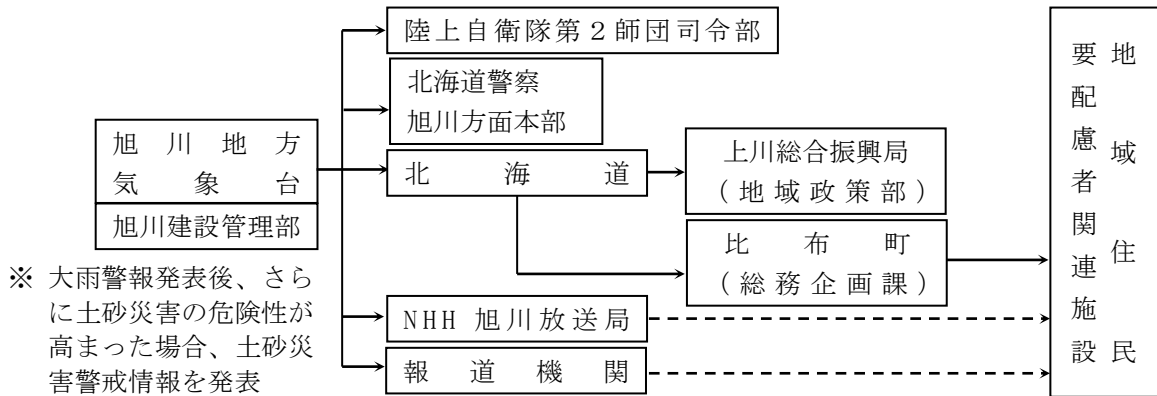 陸上自衛隊第２師団司令部
北海道警察
旭川方面本部
旭川地方
気象台
旭川建設管理部
北海道
上川総合振興局
(地域政策部)
比布町
(総務企画課)
NHH 旭川放送局
報道機関
地域住民
要配慮者関連施設
※ 大雨警報発表後、さら
に土砂災害の危険性が
高まった場合、土砂災
害警戒情報を発表